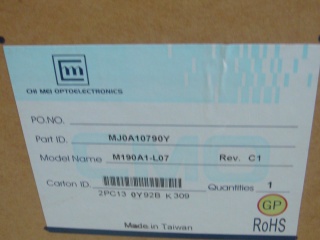 CHI MEI OPTOELECTRONICS
PO.NO.
Part ID. MJ0A10790Y
Model Name M190A1-L07 Rev. C1
Carton ID.
Quantities 1
2PC13 0Y92B K309
GP
Made in Taiwan RoHS